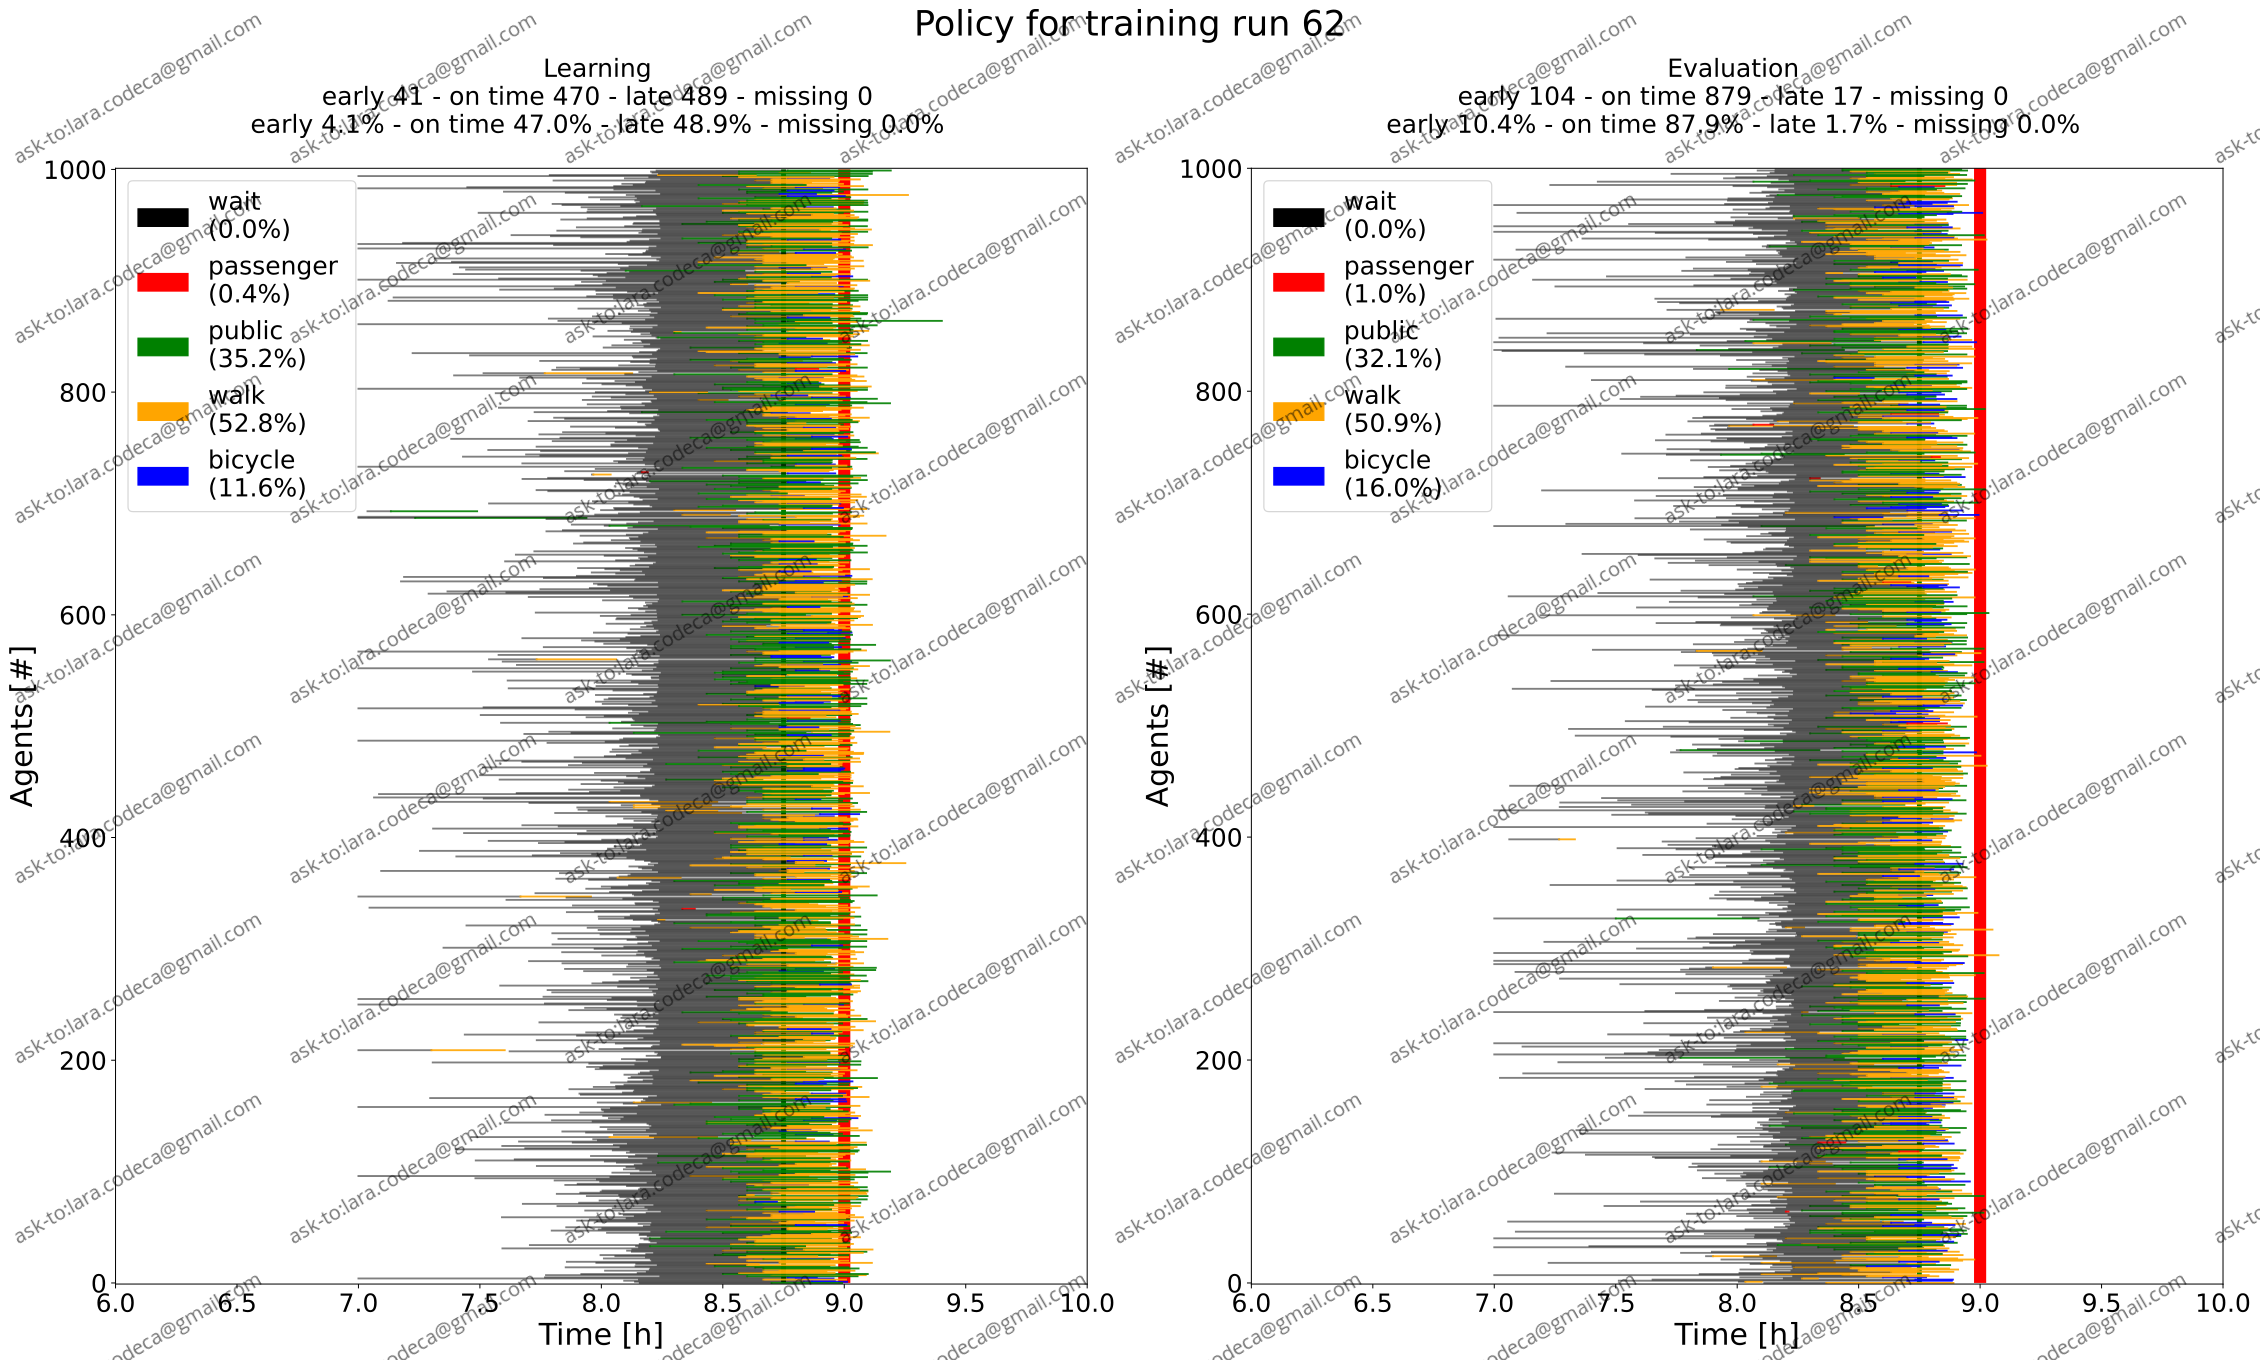 Policy for training run 62
Learning
early 41 - on time 470 - late 489 - missing 0
early 4.1% - on time 47.0% - late 48.9% - missing 0.0%
1000
800
600
400
200
0
Agents [#]
wait
(0.0%)
passenger
(0.4%)
public
(35.2%)
walk
(52.8%)
bicycle
(11.6%)
6.0 6.5 7.0 7.5 8.0 8.5 9.0 9.5 10.0
Time [h]
Evaluation
early 104 - on time 879 - late 17 - missing 0
early 10.4% - on time 87.9% - late 1.7% - missing 0.0%
1000
800
600
400
200
0
Agents [#]
wait
(0.0%)
passenger
(1.0%)
public
(32.1%)
walk
(50.9%)
bicycle
(16.0%)
6.0 6.5 7.0 7.5 8.0 8.5 9.0 9.5 10.0
Time [h]
ask-to:lara.codeca@gmail.com